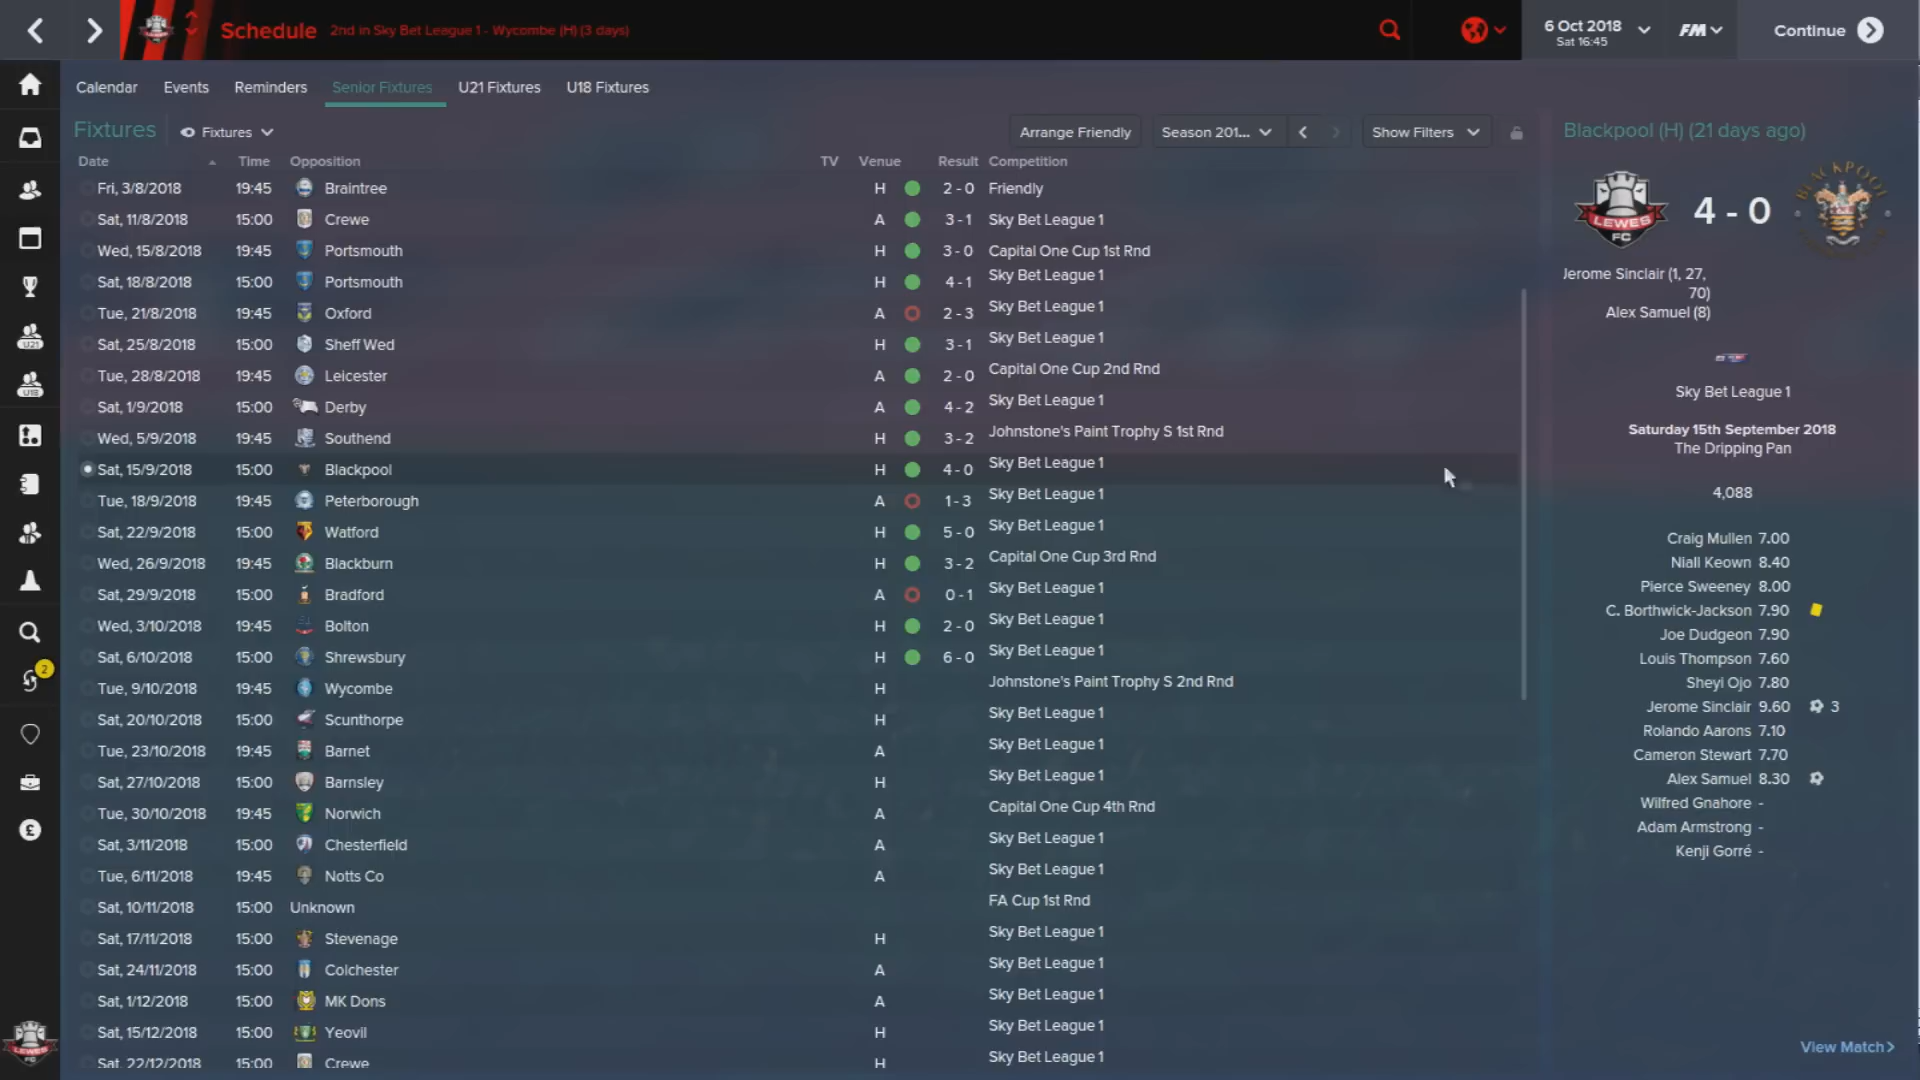 Schedule
2nd in Sky Bet League 1 - Wycombe (H) (3 days)
6 Oct 2018
Sat 16:45
FM
Continue
Calendar Events Reminders Senior Fixtures U21 Fixtures U18 Fixtures
Fixtures Fixtures Arrange Friendly Season 201... Show Filters
Date Time Opposition TV Venue Result Competition
Fri, 3/8/2018 19:45 Braintree H 2 - 0 Friendly
Sat, 11/8/2018 15:00 Crewe A 3 - 1 Sky Bet League 1
Wed, 15/8/2018 19:45 Portsmouth H 3 - 0 Capital One Cup 1st Rnd
Sat, 18/8/2018 15:00 Portsmouth H 4 - 1 Sky Bet League 1
Tue, 21/8/2018 19:45 Oxford A 2 - 3 Sky Bet League 1
Sat, 25/8/2018 15:00 Sheff Wed H 3 - 1 Sky Bet League 1
Tue, 28/8/2018 19:45 Leicester A 2 - 0 Capital One Cup 2nd Rnd
Sat, 1/9/2018 15:00 Derby A 4 - 2 Sky Bet League 1
Wed, 5/9/2018 19:45 Southend H 3 - 2 Johnstone's Paint Trophy S 1st Rnd
Sat, 15/9/2018 15:00 Blackpool H 4 - 0 Sky Bet League 1
Tue, 18/9/2018 19:45 Peterborough A 1 - 3 Sky Bet League 1
Sat, 22/9/2018 15:00 Watford H 5 - 0 Sky Bet League 1
Wed, 26/9/2018 19:45 Blackburn H 3 - 2 Capital One Cup 3rd Rnd
Sat, 29/9/2018 15:00 Bradford A 0 - 1 Sky Bet League 1
Wed, 3/10/2018 19:45 Bolton H 2 - 0 Sky Bet League 1
Sat, 6/10/2018 15:00 Shrewsbury H 6 - 0 Sky Bet League 1
Tue, 9/10/2018 19:45 Wycombe H Johnstone's Paint Trophy S 2nd Rnd
Sat, 20/10/2018 15:00 Scunthorpe H Sky Bet League 1
Tue, 23/10/2018 19:45 Barnet A Sky Bet League 1
Sat, 27/10/2018 15:00 Barnsley H Sky Bet League 1
Tue, 30/10/2018 19:45 Norwich A Capital One Cup 4th Rnd
Sat, 3/11/2018 15:00 Chesterfield A Sky Bet League 1
Tue, 6/11/2018 19:45 Notts Co A Sky Bet League 1
Sat, 10/11/2018 15:00 Unknown FA Cup 1st Rnd
Sat, 17/11/2018 15:00 Stevenage H Sky Bet League 1
Sat, 24/11/2018 15:00 Colchester A Sky Bet League 1
Sat, 1/12/2018 15:00 MK Dons A Sky Bet League 1
Sat, 15/12/2018 15:00 Yeovil H Sky Bet League 1
Sat, 22/12/2018 15:00 Crewe H Sky Bet League 1
Blackpool (H) (21 days ago)
LEWES FC
4 - 0
BLACKPOOL
Jerome Sinclair (1, 27,
70)
Alex Samuel (8)
Sky Bet League 1
Saturday 15th September 2018
The Dripping Pan
4,088
Craig Mullen 7.00
Niall Keown 8.40
Pierce Sweeney 8.00
C. Borthwick-Jackson 7.90
Joe Dudgeon 7.90
Louis Thompson 7.60
Sheyi Ojo 7.80
Jerome Sinclair 9.60 3
Rolando Aarons 7.10
Cameron Stewart 7.70
Alex Samuel 8.30
Wilfred Gnahore -
Adam Armstrong -
Kenji Gorré -
View Match >
U21
U18
2
LEWES FC